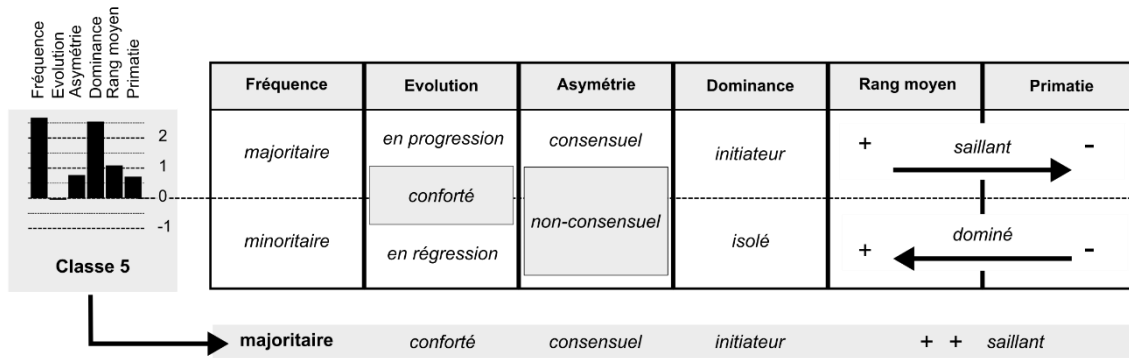 Fréquence
Evolution
Asymétrie
Dominance
Rang moyen
Primatie
2
1
0
-1
Classe 5
Fréquence Evolution Asymétrie Dominance Rang moyen Primatie
en progression consensuel
majoritaire initiateur + saillant -
conforté
non-consensuel
minoritaire isolé + dominé -
en régression
majoritaire conforté consensuel initiateur + + saillant